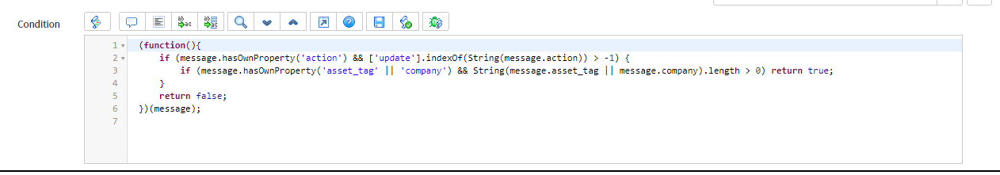 Condition
1 (function(){
2 if (message.hasOwnProperty('action') && ['update'].indexOf(String(message.action)) > -1) {
3 if (message.hasOwnProperty('asset_tag' || 'company') && String(message.asset_tag || message.company).length > 0) return true;
4 }
5 return false;
6 })(message);
7